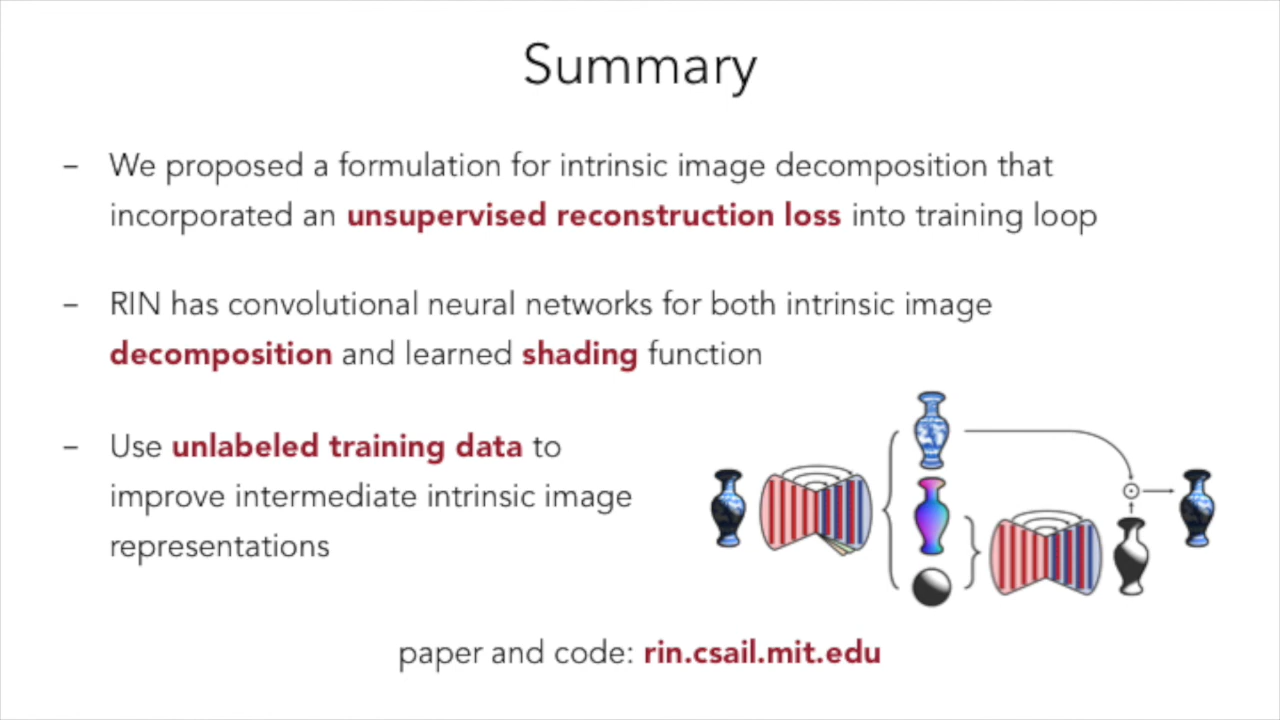 Summary
– We proposed a formulation for intrinsic image decomposition that
incorporated an unsupervised reconstruction loss into training loop
– RIN has convolutional neural networks for both intrinsic image
decomposition and learned shading function
– Use unlabeled training data to
improve intermediate intrinsic image
representations
paper and code: rin.csail.mit.edu